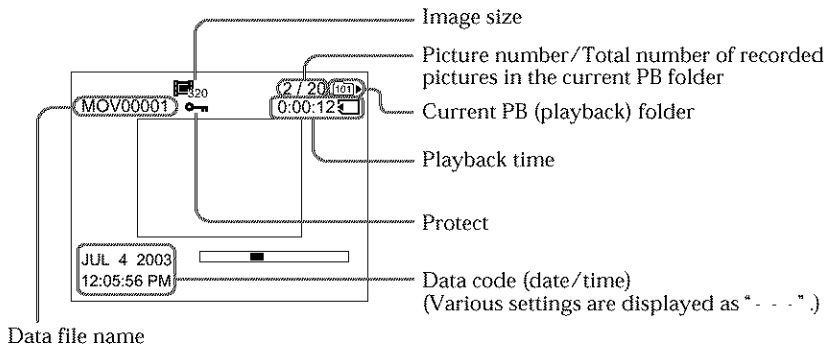 Image size
Picture number/Total number of recorded
pictures in the current PB folder
320
2 / 20
101
MOV00001
0:00:12
Current PB (playback) folder
Playback time
Protect
JUL 4 2003
12:05:56 PM
Data code (date/time)
(Various settings are displayed as "- - -".)
Data file name